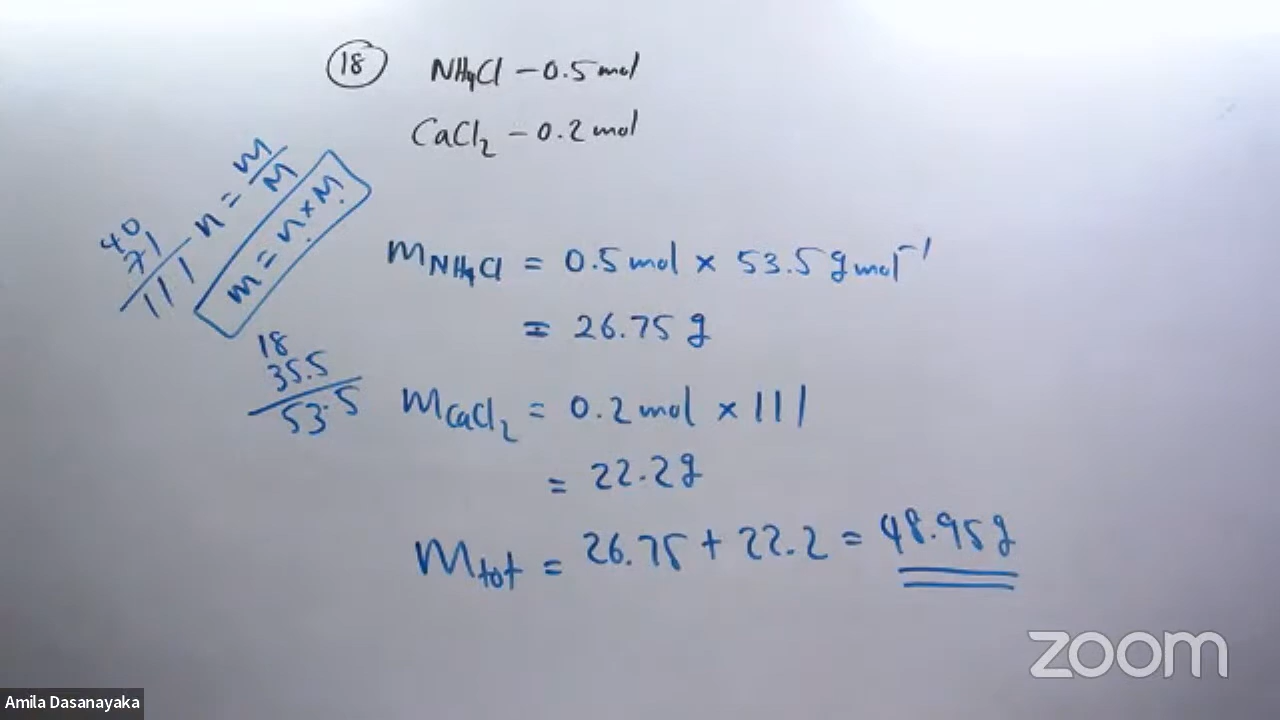 18 NH4Cl - 0.5 mol
CaCl2 - 0.2 mol
n = m/M
m = n × M
40
71
111
mNH4Cl = 0.5 mol × 53.5 g mol⁻¹
= 26.75 g
18
35.5
53.5
mCaCl2 = 0.2 mol × 111
= 22.2 g
mtot = 26.75 + 22.2 = 48.95 g
zoom
Amila Dasanayaka